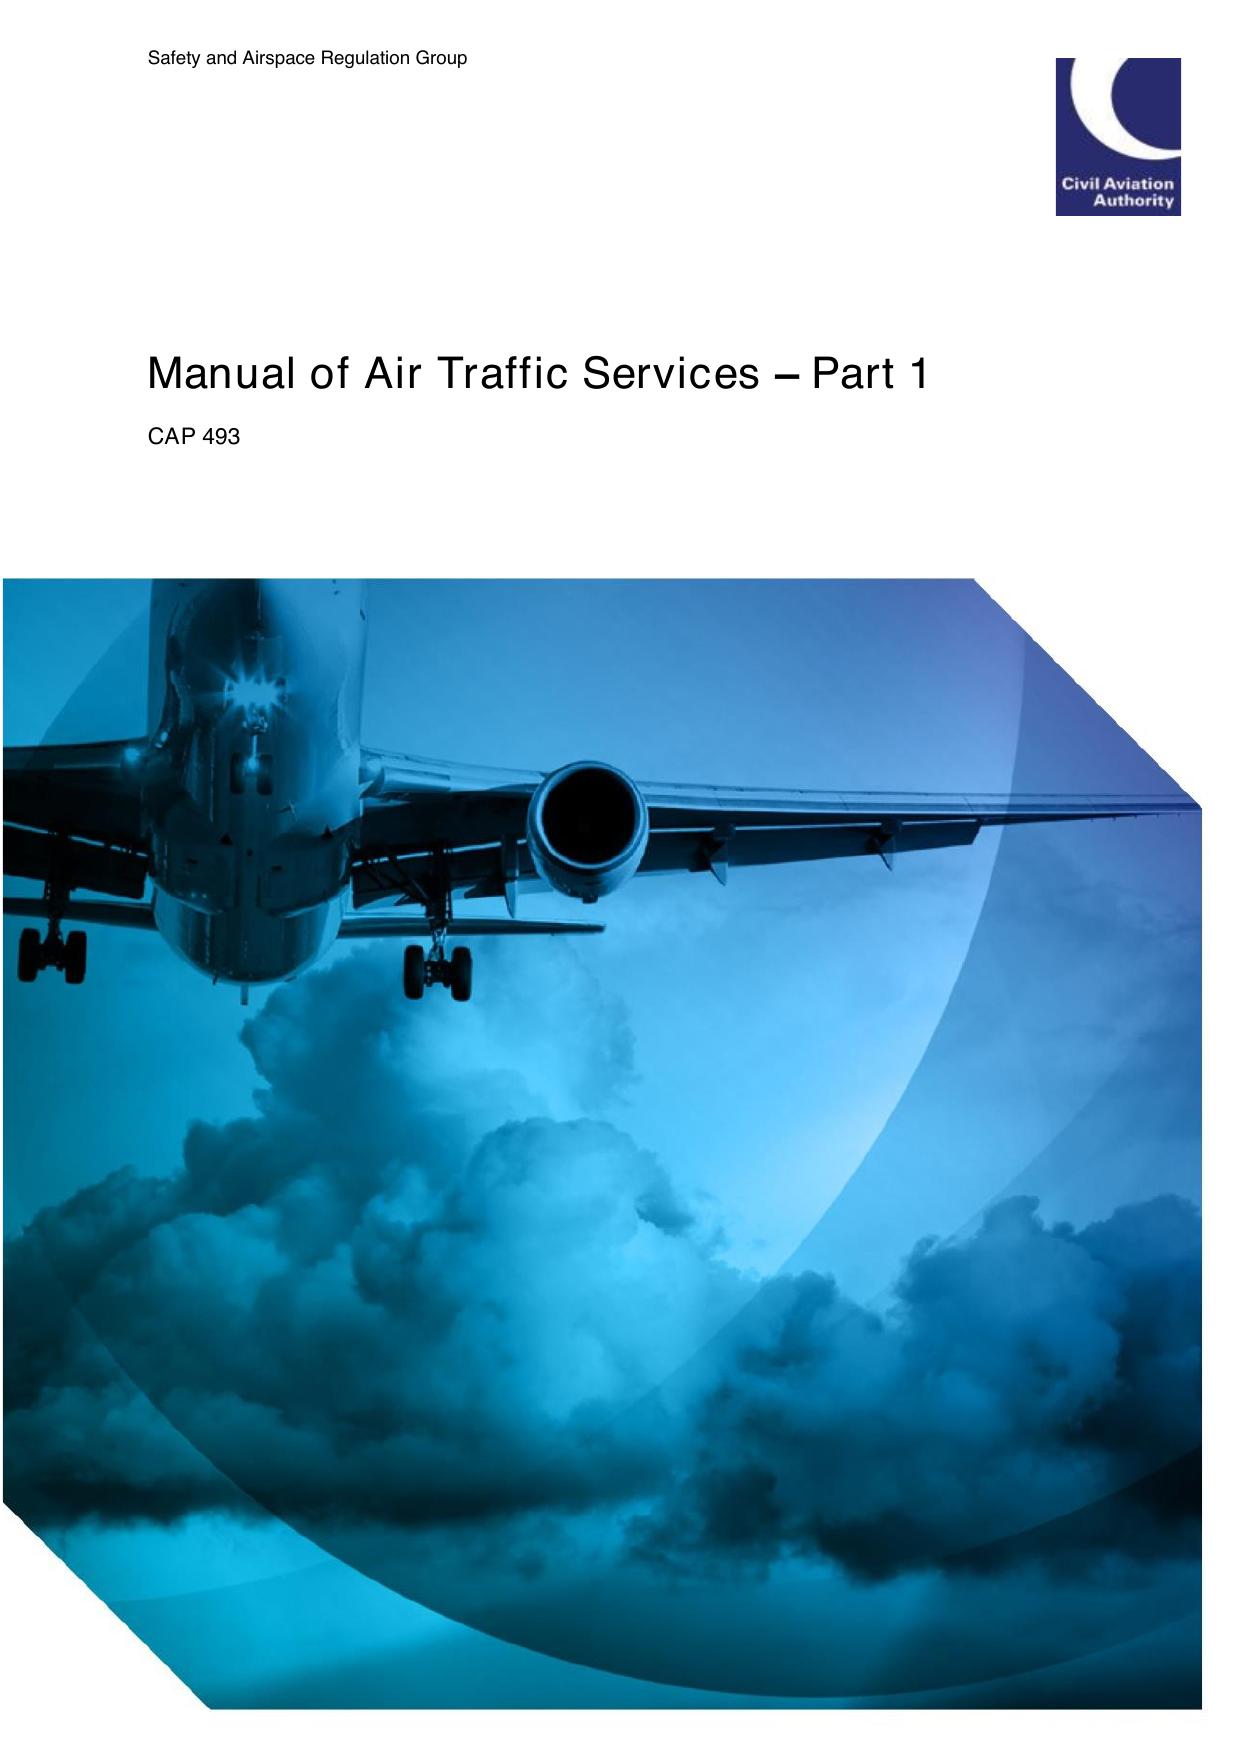 Safety and Airspace Regulation Group
Civil Aviation
Authority
Manual of Air Traffic Services – Part 1
CAP 493